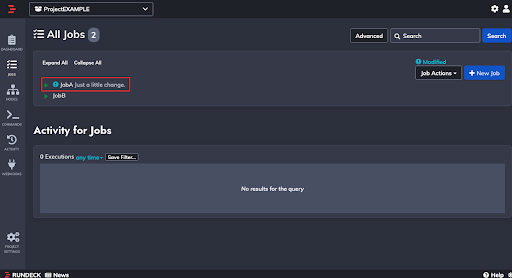 ProjectEXAMPLE
DASHBOARD
JOBS
NODES
COMMANDS
ACTIVITY
WEBHOOKS
PROJECT
SETTINGS
All Jobs 2
Advanced
Search
Search
Expand All Collapse All
Modified
Job Actions
New Job
JobA Just a little change.
JobB
Activity for Jobs
0 Executions any time Save Filter...
No results for the query
RUNDECK News
Help